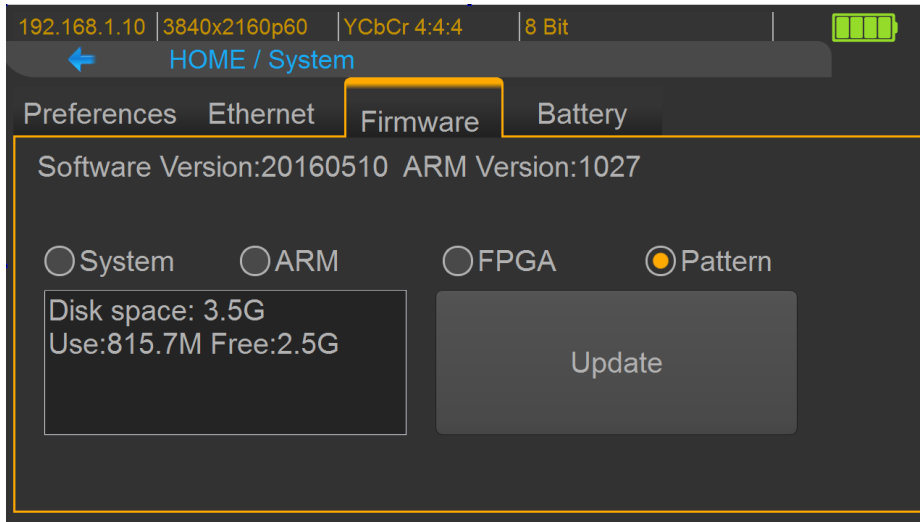 192.168.1.10 3840x2160p60 YCbCr 4:4:4 8 Bit
HOME / System
Preferences Ethernet Firmware Battery
Software Version:20160510 ARM Version:1027
System ARM FPGA Pattern
Disk space: 3.5G
Use:815.7M Free:2.5G
Update